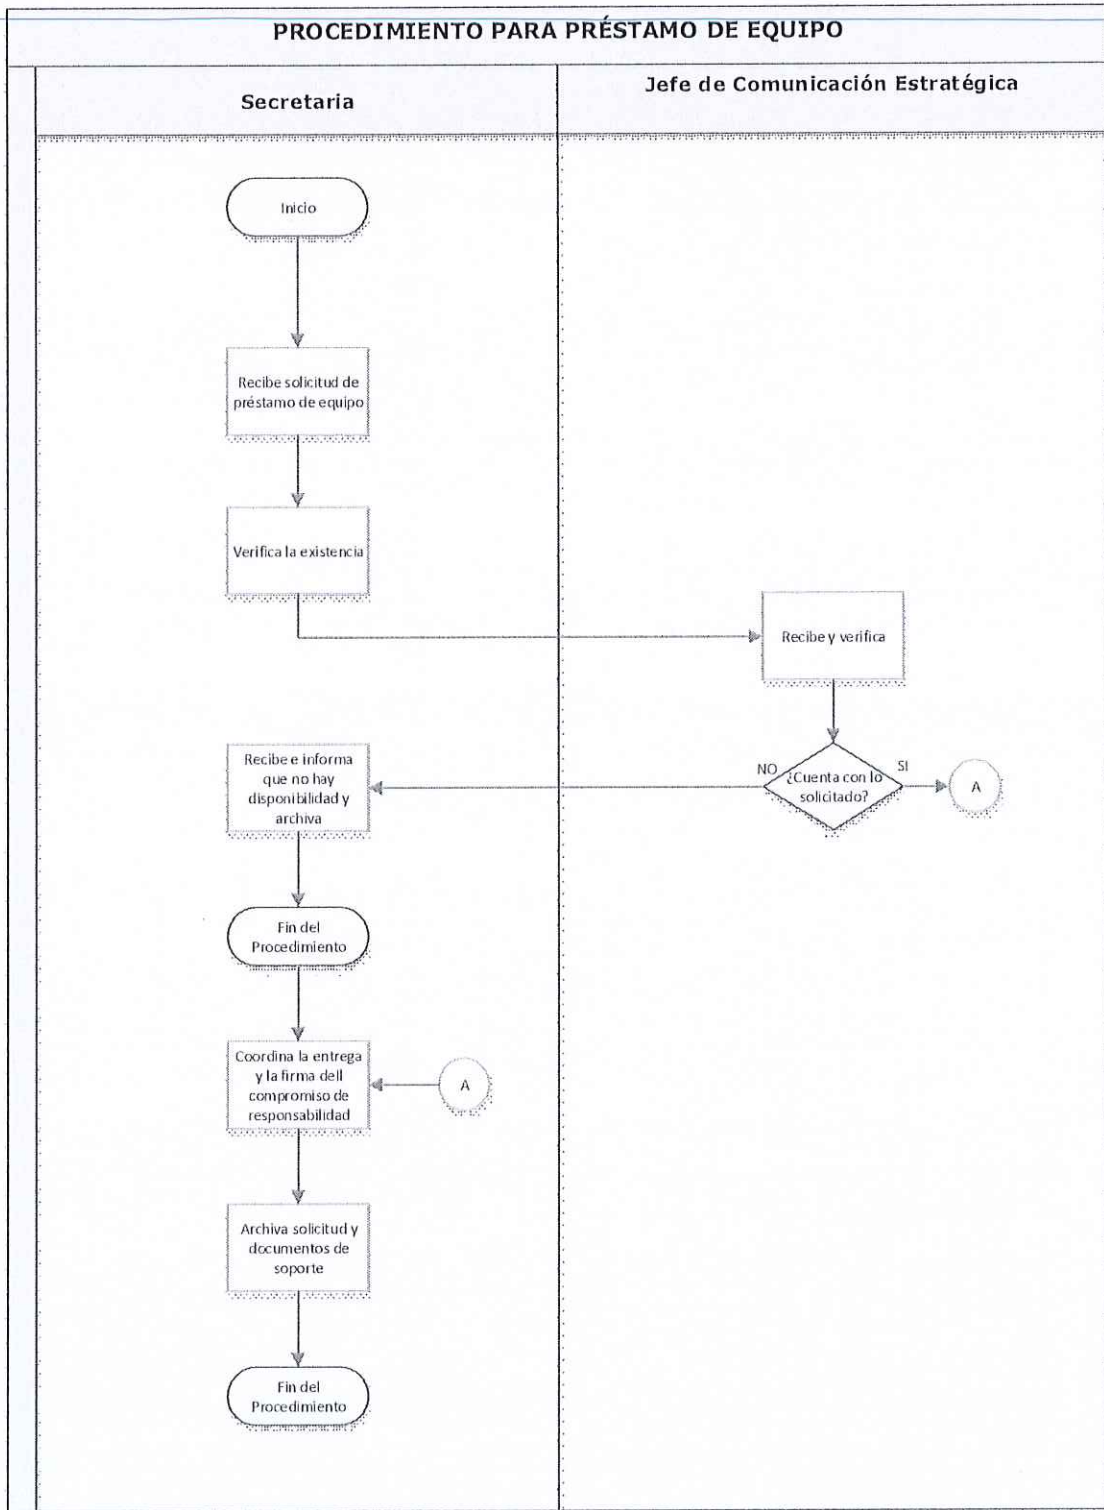 PROCEDIMIENTO PARA PRÉSTAMO DE EQUIPO
Secretaria
Jefe de Comunicación Estratégica
Inicio
Recibe solicitud de
préstamo de equipo
Verifica la existencia
Recibe y verifica
¿Cuenta con lo
solicitado?
NO
SI
A
Recibe e informa
que no hay
disponibilidad y
archiva
Fin del
Procedimiento
Coordina la entrega
y la firma dell
compromiso de
responsabilidad
A
Archiva solicitud y
documentos de
soporte
Fin del
Procedimiento